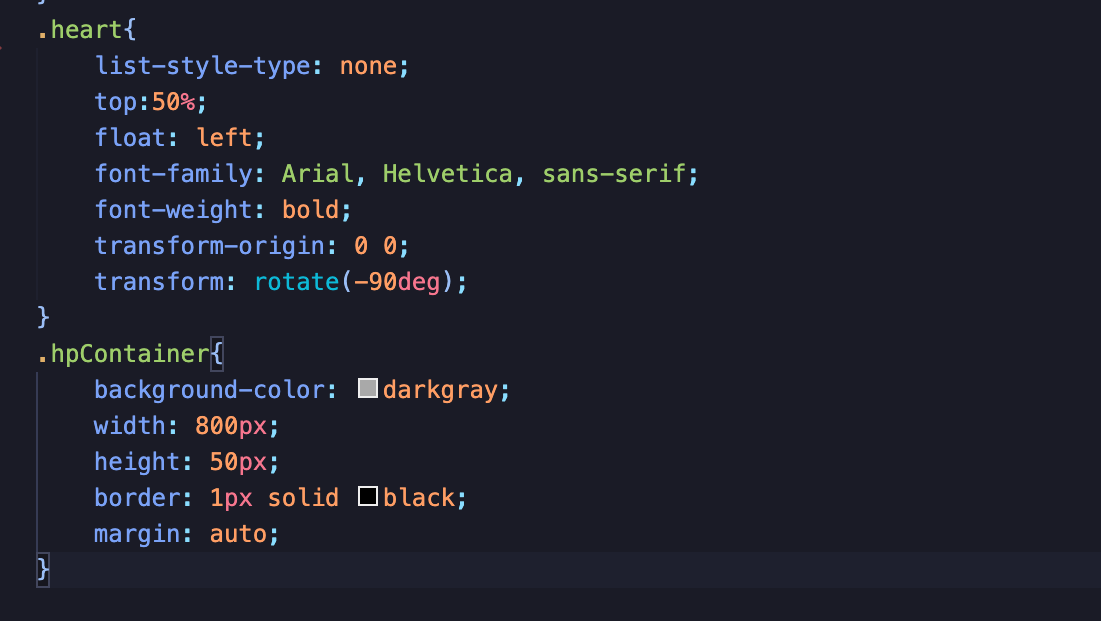 }
.heart{
    list-style-type: none;
    top:50%;
    float: left;
    font-family: Arial, Helvetica, sans-serif;
    font-weight: bold;
    transform-origin: 0 0;
    transform: rotate(-90deg);
}
.hpContainer{
    background-color: darkgray;
    width: 800px;
    height: 50px;
    border: 1px solid black;
    margin: auto;
}